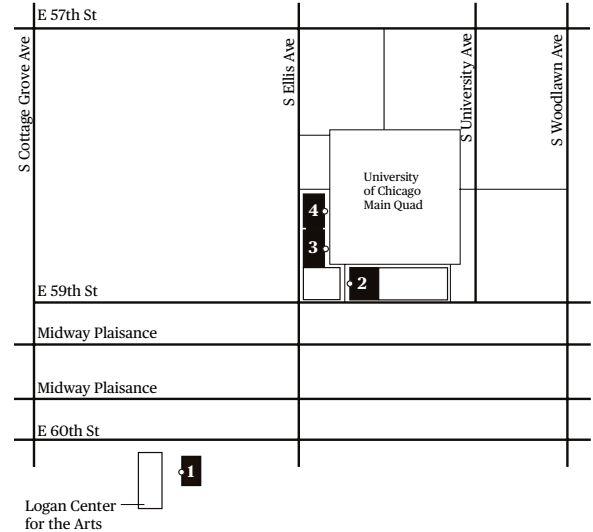 E 57th St
S Cottage Grove Ave
S Ellis Ave
S University Ave
S Woodlawn Ave
University
of Chicago
Main Quad
4
3
2
E 59th St
Midway Plaisance
Midway Plaisance
E 60th St
1
Logan Center
for the Arts